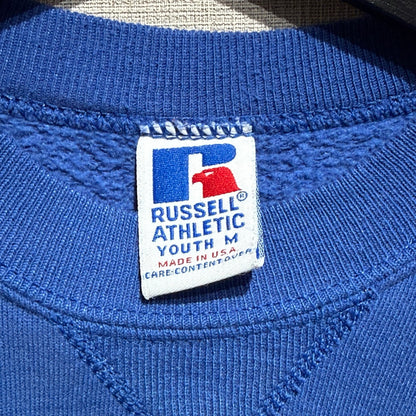 R
RUSSELL®
ATHLETIC
YOUTH M
MADE IN USA
CARE·CONTENT OVER